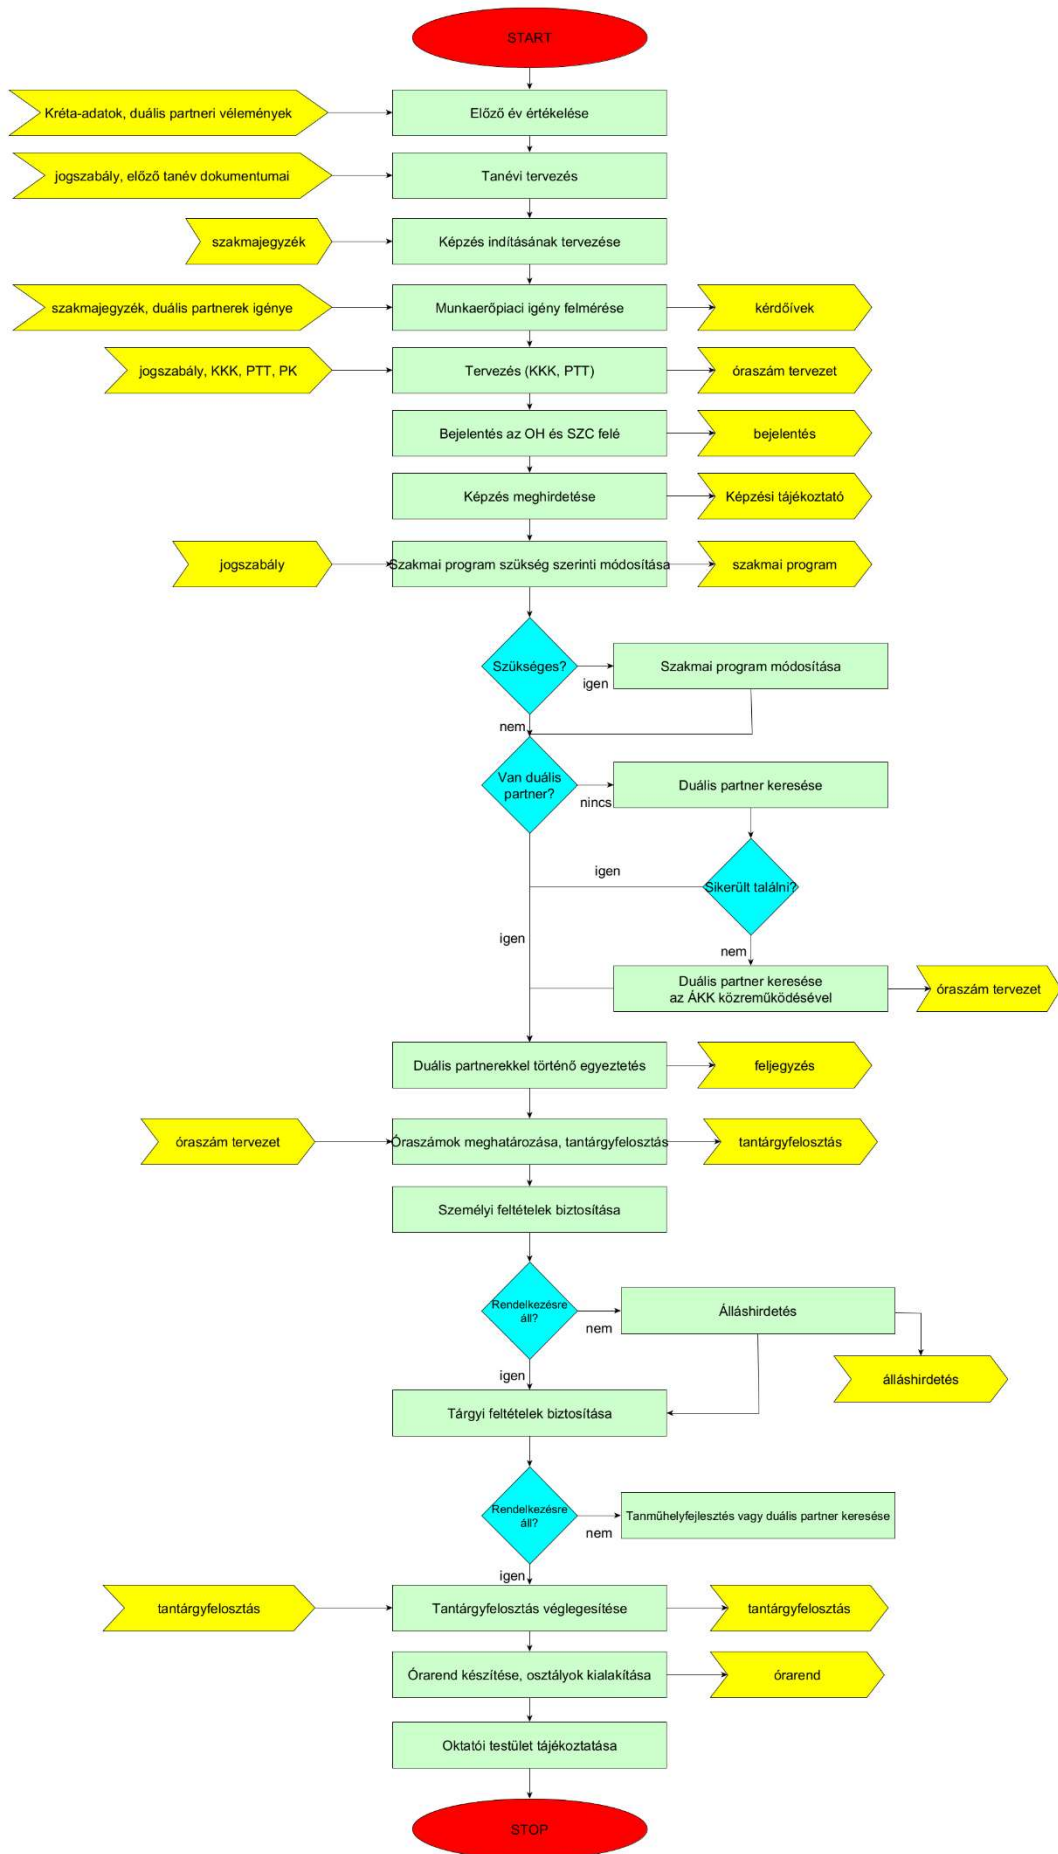 START
Kréta-adatok, duális partneri vélemények
Előző év értékelése
jogszabály, előző tanév dokumentumai
Tanévi tervezés
szakmajegyzék
Képzés indításának tervezése
szakmajegyzék, duális partnerek igénye
Munkaerőpiaci igény felmérése
kérdőívek
jogszabály, KKK, PTT, PK
Tervezés (KKK, PTT)
óraszám tervezet
Bejelentés az OH és SZC felé
bejelentés
Képzés meghirdetése
Képzési tájékoztató
jogszabály
Szakmai program szükség szerinti módosítása
szakmai program
Szükséges?
igen
Szakmai program módosítása
nem
Van duális
partner?
nincs
Duális partner keresése
igen
Sikerült találni?
igen
nem
Duális partner keresése
az ÁKK közreműködésével
óraszám tervezet
Duális partnerekkel történő egyeztetés
feljegyzés
óraszám tervezet
Óraszámok meghatározása, tantárgyfelosztás
tantárgyfelosztás
Személyi feltételek biztosítása
Rendelkezésre
áll?
nem
Álláshirdetés
álláshirdetés
igen
Tárgyi feltételek biztosítása
Rendelkezésre
áll?
nem
Tanműhelyfejlesztés vagy duális partner keresése
igen
tantárgyfelosztás
Tantárgyfelosztás véglegesítése
tantárgyfelosztás
Órarend készítése, osztályok kialakítása
órarend
Oktatói testület tájékoztatása
STOP